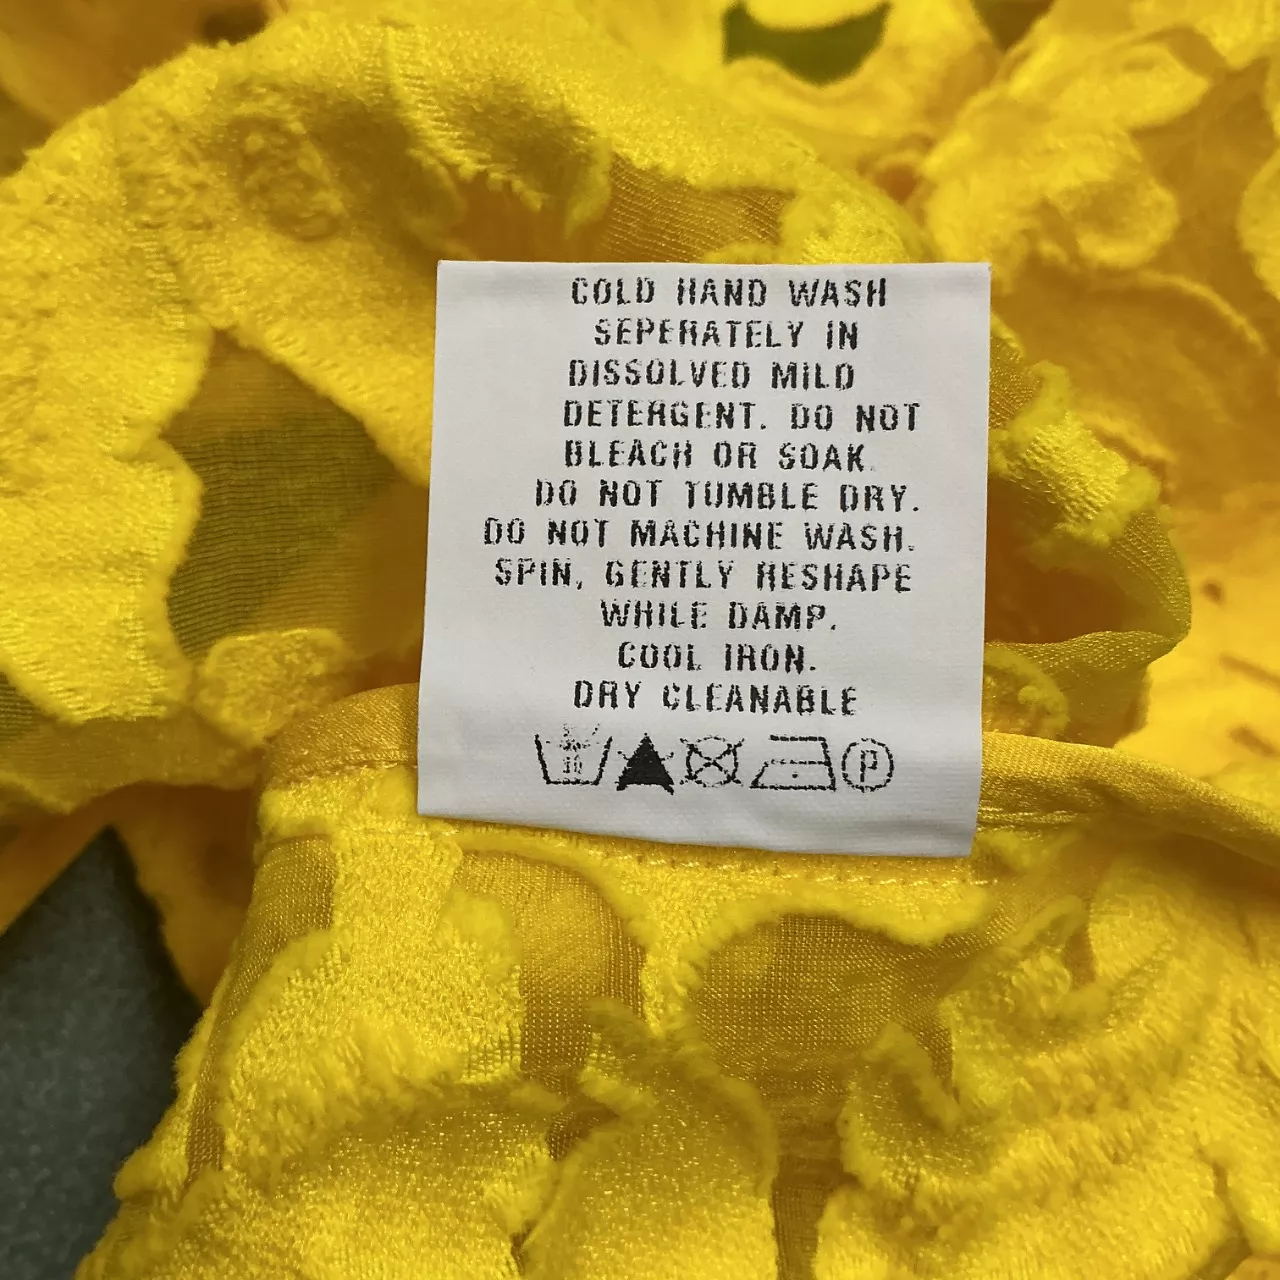 COLD HAND WASH
SEPERATELY IN
DISSOLVED MILD
DETERGENT. DO NOT
BLEACH OR SOAK.
DO NOT TUMBLE DRY.
DO NOT MACHINE WASH.
SPIN, GENTLY RESHAPE
WHILE DAMP.
COOL IRON.
DRY CLEANABLE
30 P